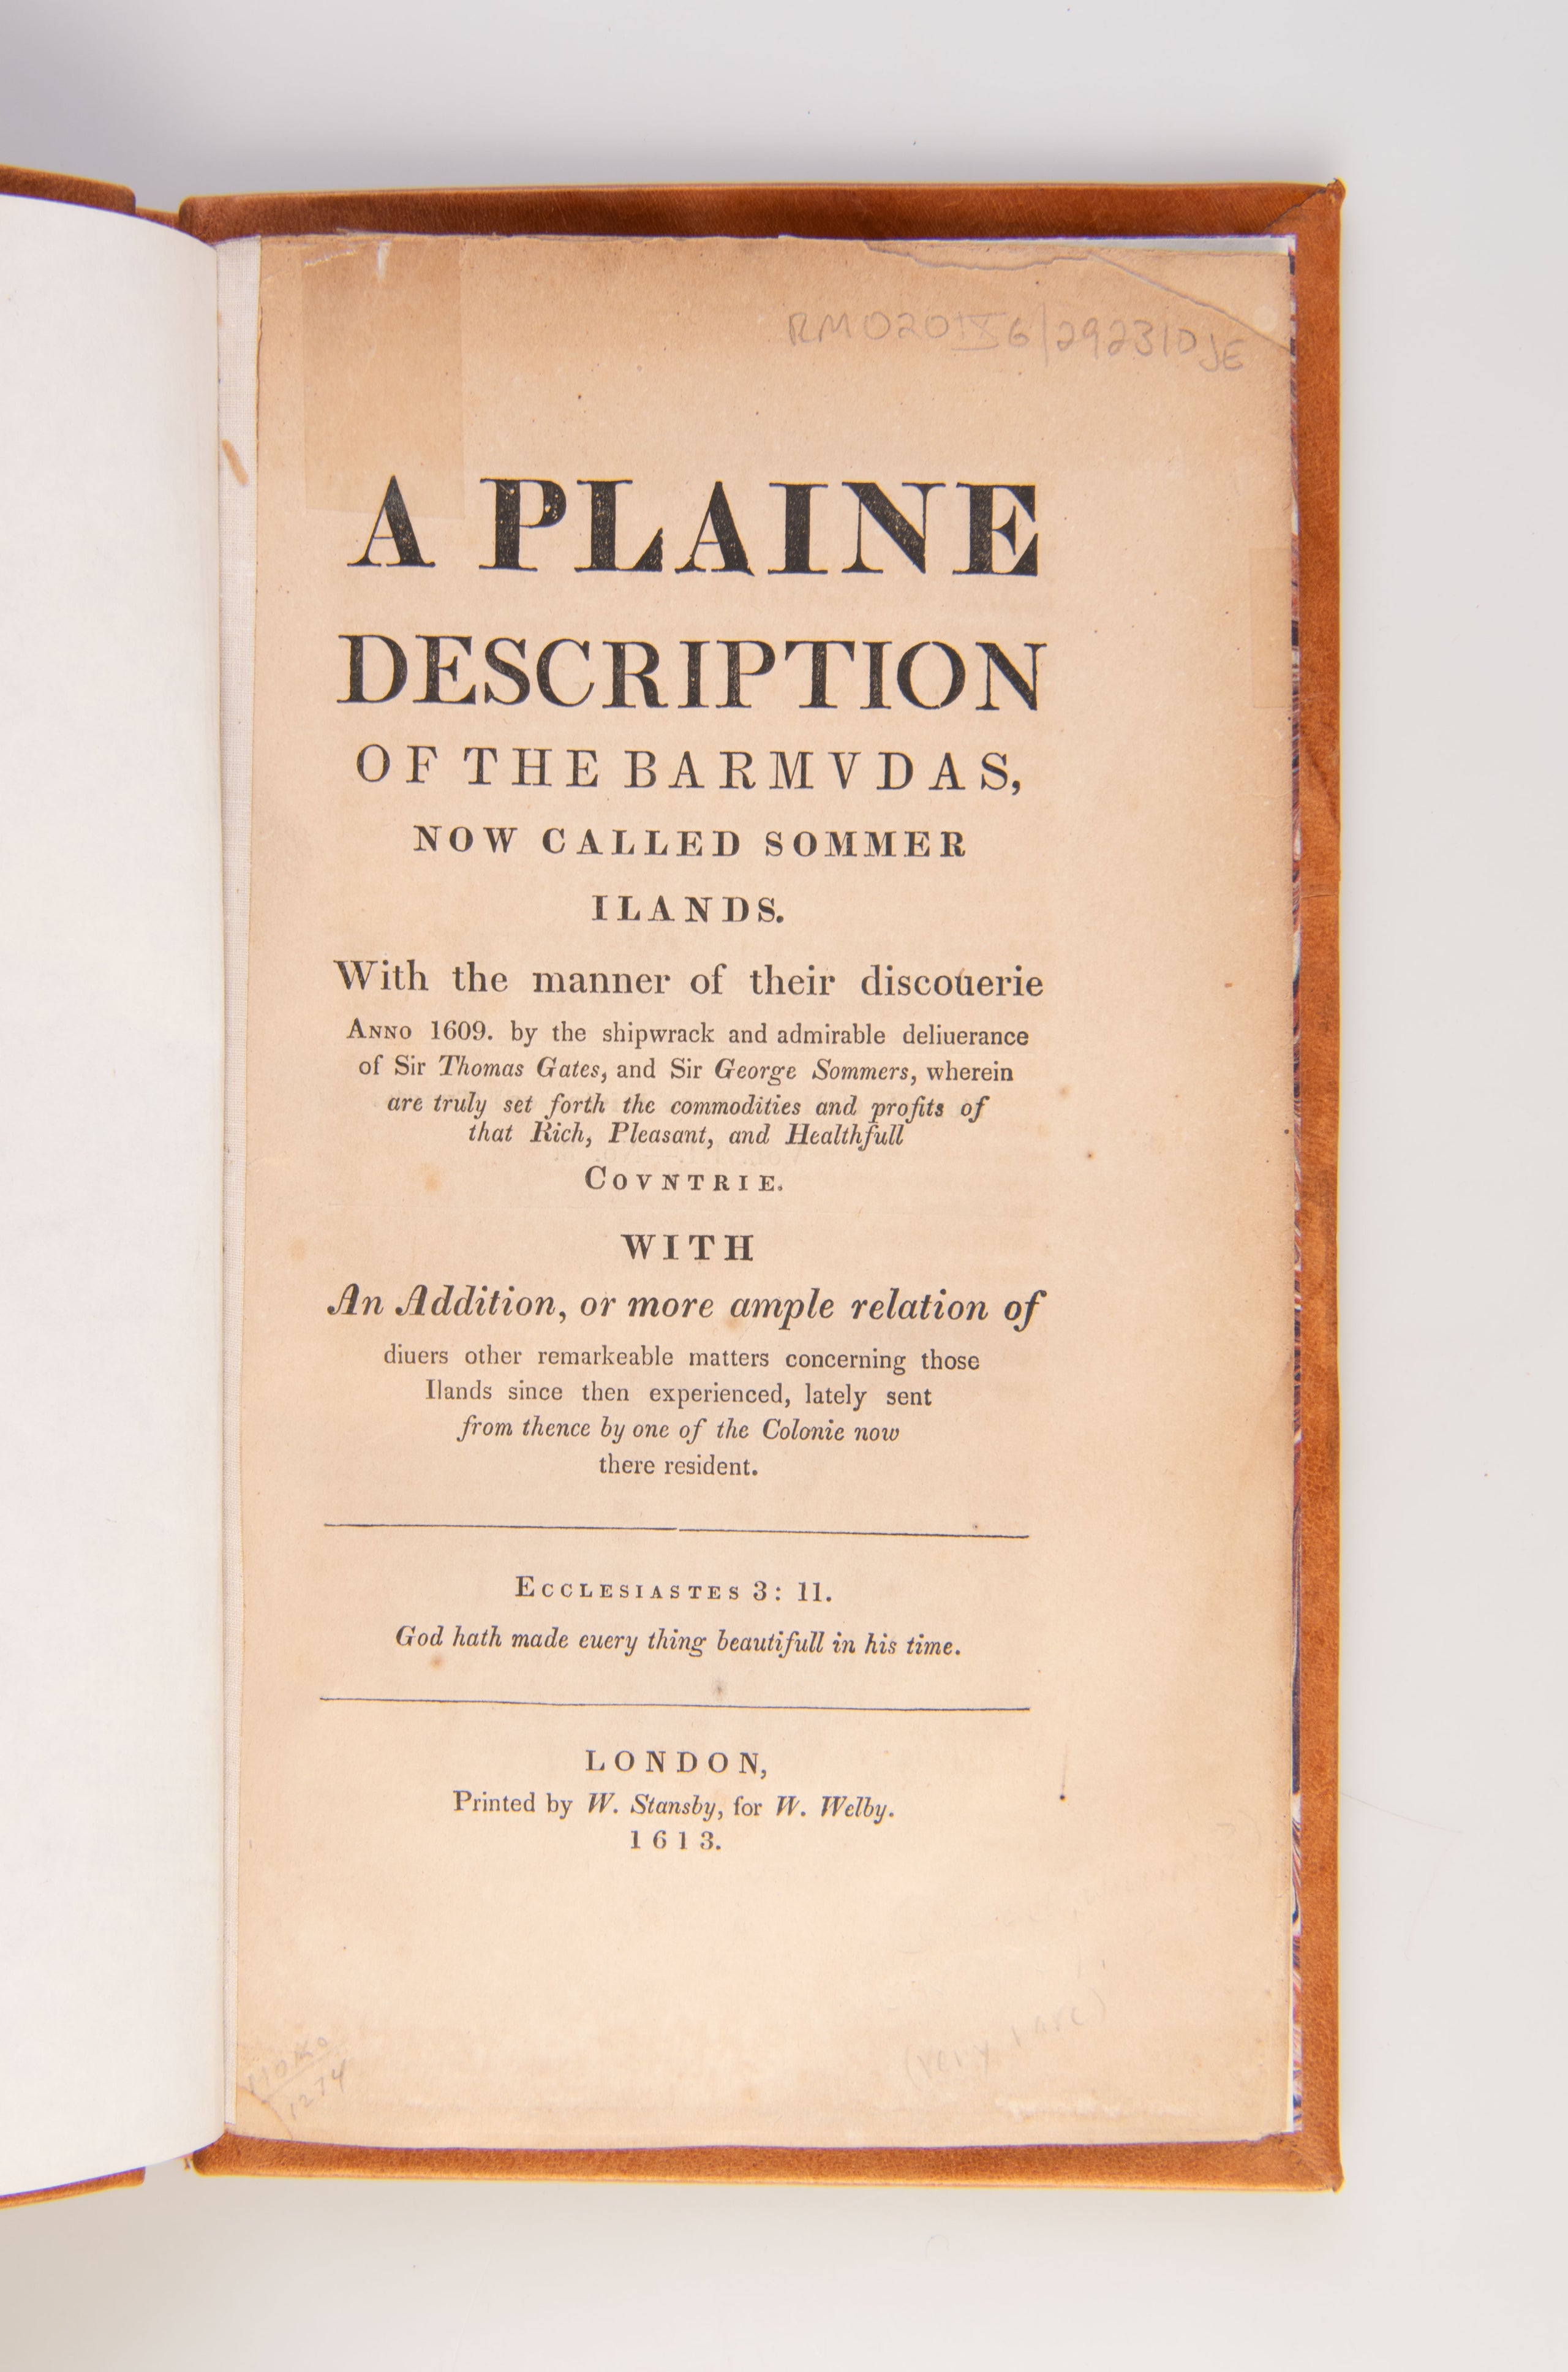 A PLAINE
DESCRIPTION
OF THE BARMVDAS,
NOW CALLED SOMMER
ILANDS.
With the manner of their discouerie
ANNO 1609. by the shipwrack and admirable deliuerance
of Sir Thomas Gates, and Sir George Sommers, wherein
are truly set forth the commodities and profits of
that Rich, Pleasant, and Healthfull
COVNTRIE.
WITH
An Addition, or more ample relation of
diuers other remarkeable matters concerning those
Ilands since then experienced, lately sent
from thence by one of the Colonie now
there resident.
ECCLESIASTES 3: 11.
God hath made euery thing beautifull in his time.
LONDON,
Printed by W. Stansby, for W. Welby.
1613.
(very rare)